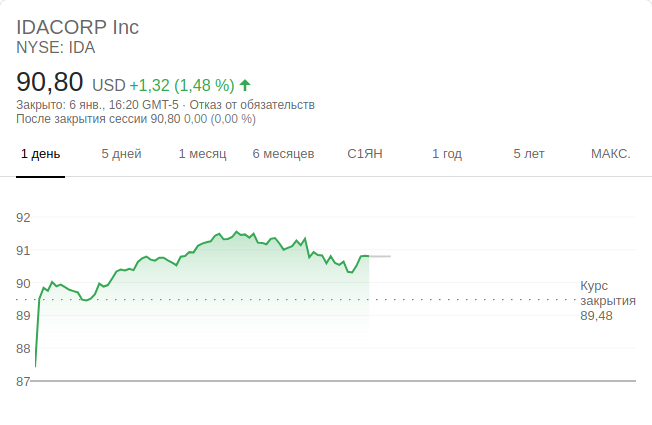 IDACORP Inc
NYSE: IDA
90,80 USD +1,32 (1,48 %)
Закрыто: 6 янв., 16:20 GMT-5 · Отказ от обязательств
После закрытия сессии 90,80 0,00 (0,00 %)
1 день 5 дней 1 месяц 6 месяцев С1ЯН 1 год 5 лет МАКС.
92
91
90
89
88
87
Курс
закрытия
89,48